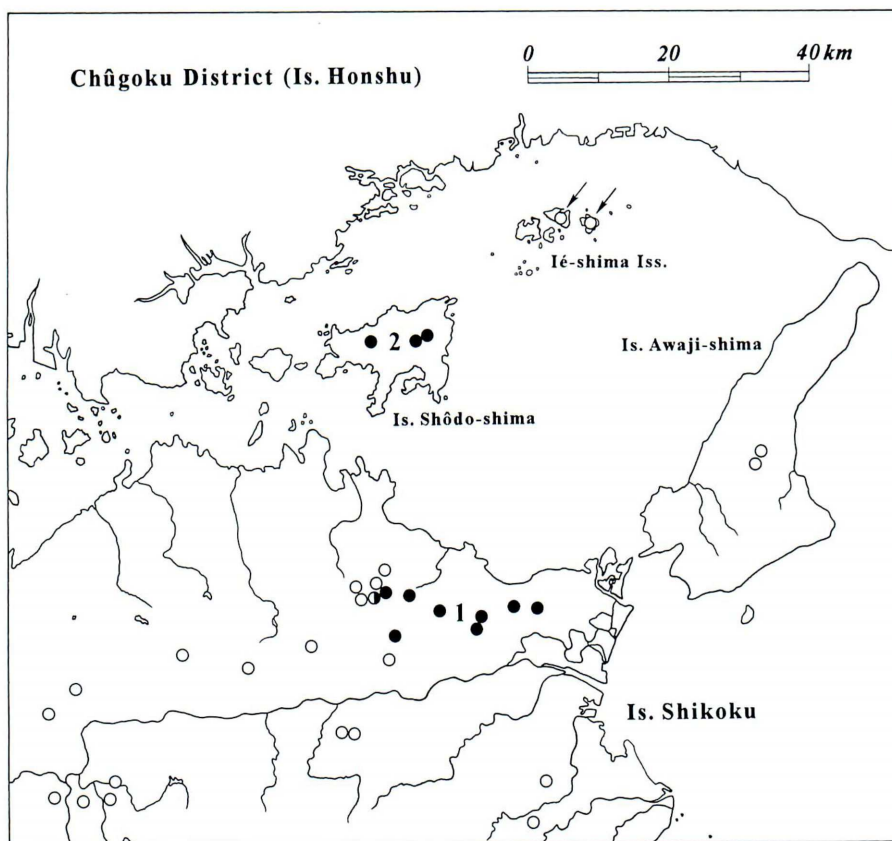 0 20 40 km
Chûgoku District (Is. Honshu)
Ié-shima Iss.
2
Is. Awaji-shima
Is. Shôdo-shima
1
Is. Shikoku